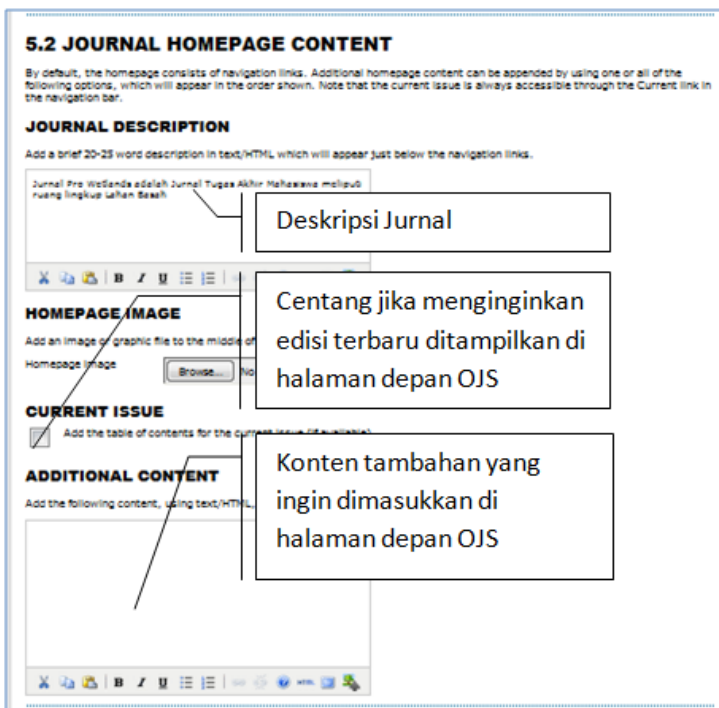 5.2 JOURNAL HOMEPAGE CONTENT
By default, the homepage consists of navigation links. Additional homepage content can be appended by using one or all of the
following options, which will appear in the order shown. Note that the current issue is always accessible through the Current link in
the navigation bar.
JOURNAL DESCRIPTION
Add a brief 20-25 word description in text/HTML which will appear just below the navigation links.
Jurnal Pro Wetlands adalah Jurnal Tugas Akhir Mahasiswa meliputi
ruang lingkup Lahan Basah
Deskripsi Jurnal
B I U
HOMEPAGE IMAGE
Add an image or graphic file to the middle of
Homepage image
Browse... No
Centang jika menginginkan
edisi terbaru ditampilkan di
halaman depan OJS
CURRENT ISSUE
Add the table of contents for the current issue (if available)
ADDITIONAL CONTENT
Add the following content, using text/HTML,
Konten tambahan yang
ingin dimasukkan di
halaman depan OJS
B I U HTML